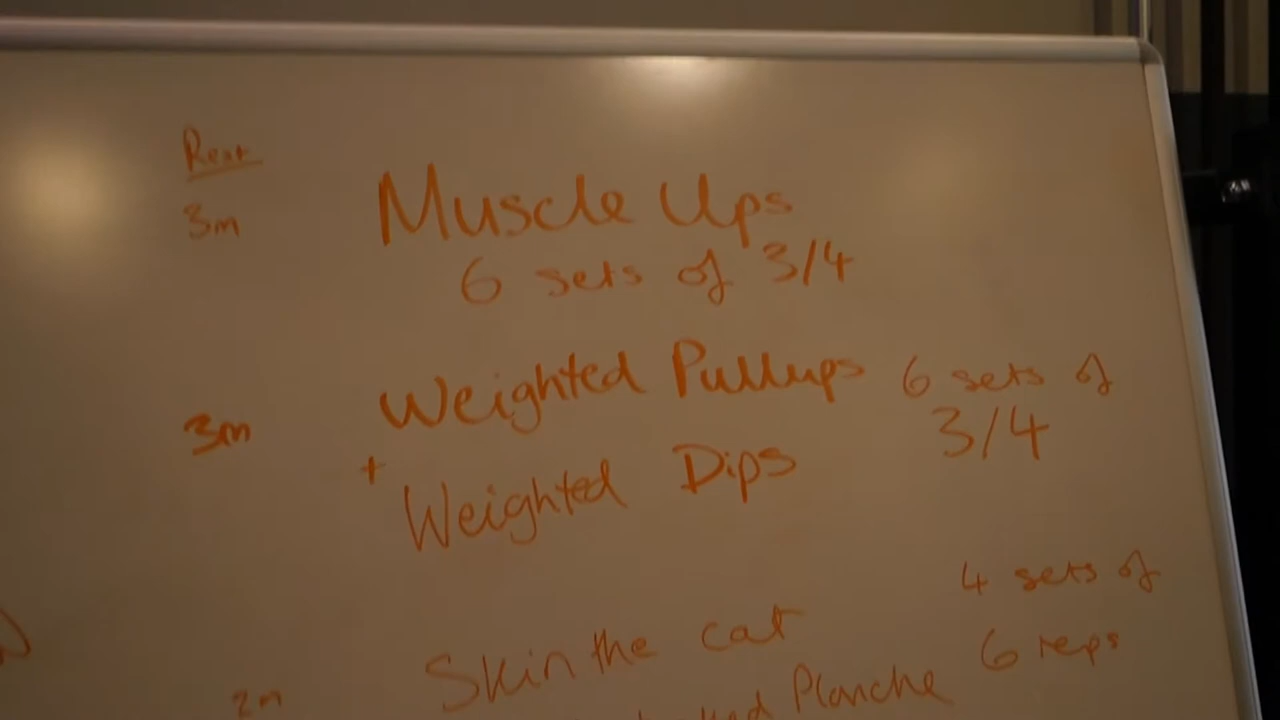 Rest
3m Muscle Ups
6 sets of 3/4
Weighted Pullups 6 sets of
3m 3/4
+ Weighted Dips
4 sets of
Skin the cat 6 reps
2m Planche